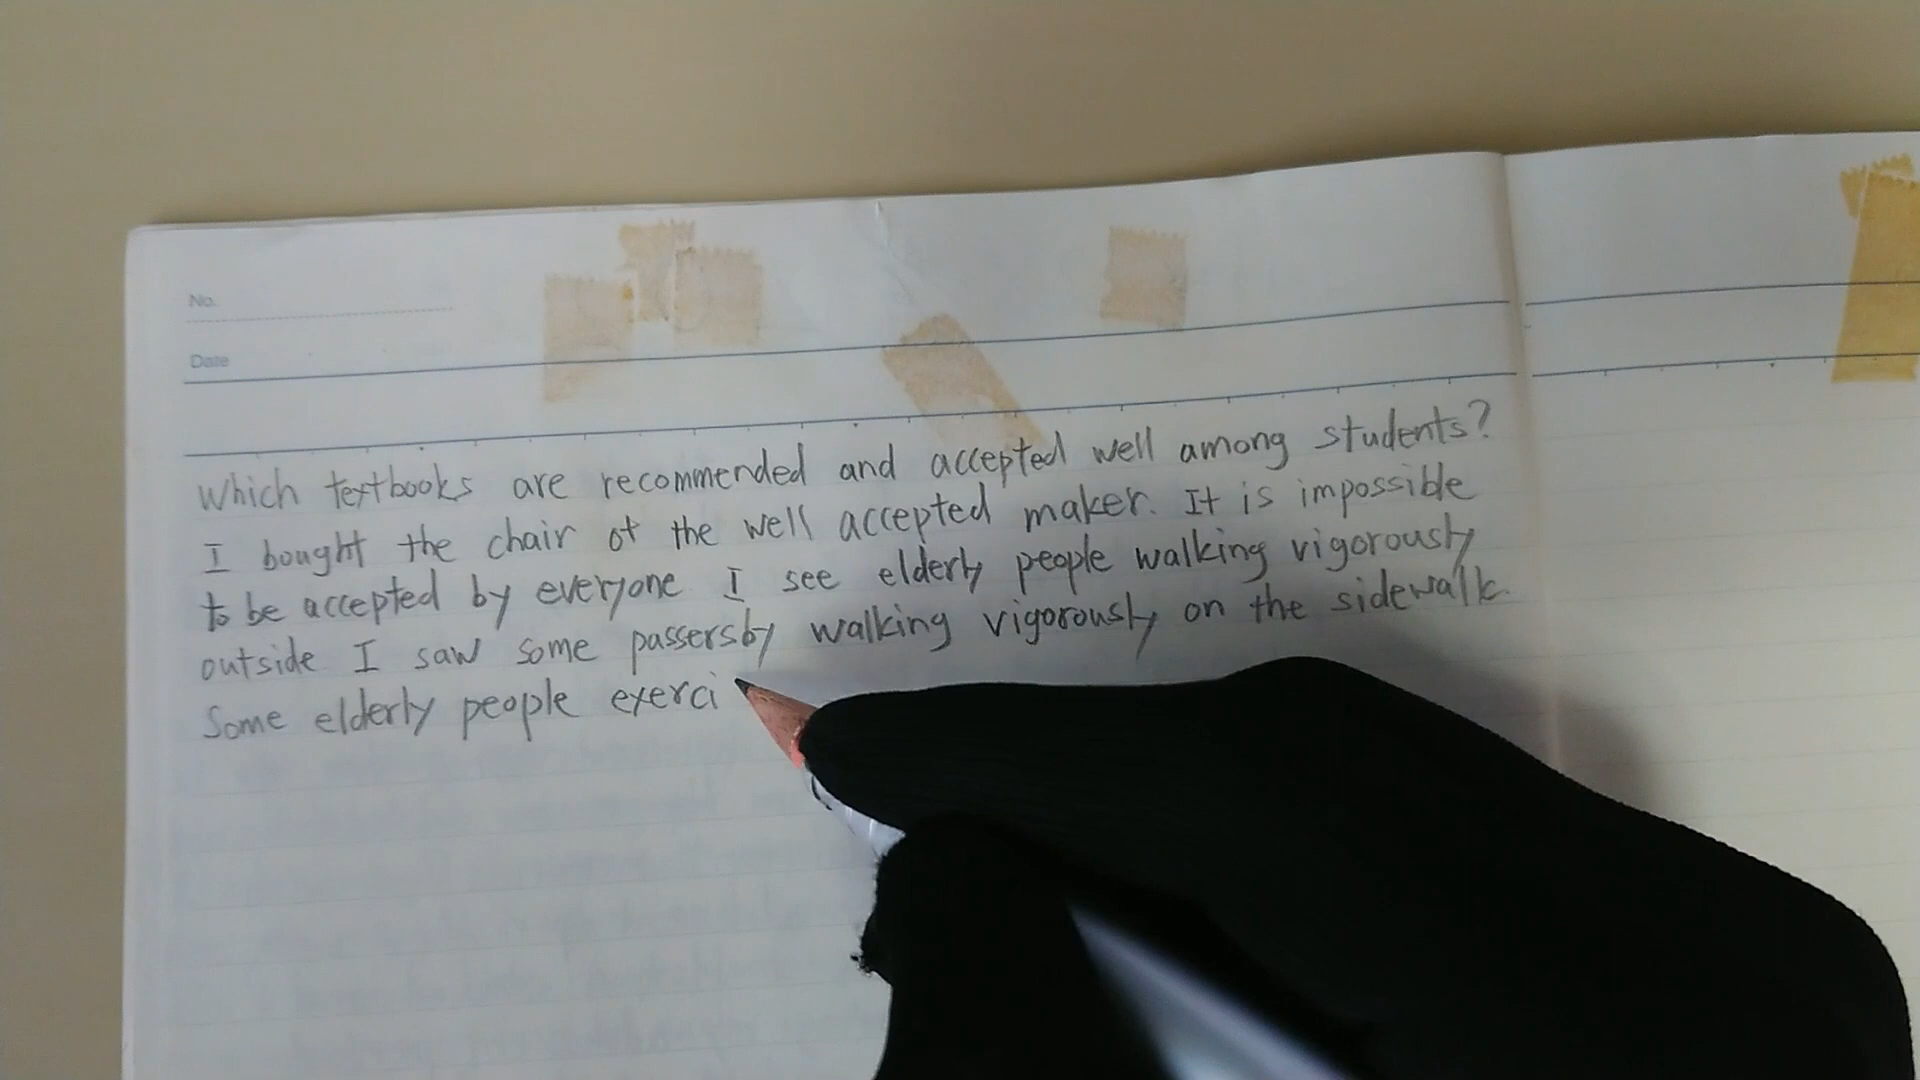 No.
Date
Which textbooks are recommended and accepted well among students?
I bought the chair of the well accepted maker. It is impossible
to be accepted by everyone I see elderly people walking vigorously
outside I saw some passersby walking vigorously on the sidewalk.
Some elderly people exerci